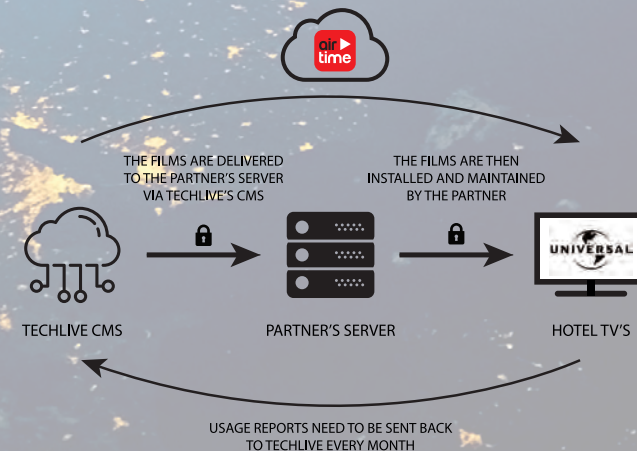 air
time
THE FILMS ARE DELIVERED
TO THE PARTNER'S SERVER
VIA TECHLIVE'S CMS
THE FILMS ARE THEN
INSTALLED AND MAINTAINED
BY THE PARTNER
UNIVERSAL
TECHLIVE CMS
PARTNER'S SERVER
HOTEL TV'S
USAGE REPORTS NEED TO BE SENT BACK
TO TECHLIVE EVERY MONTH